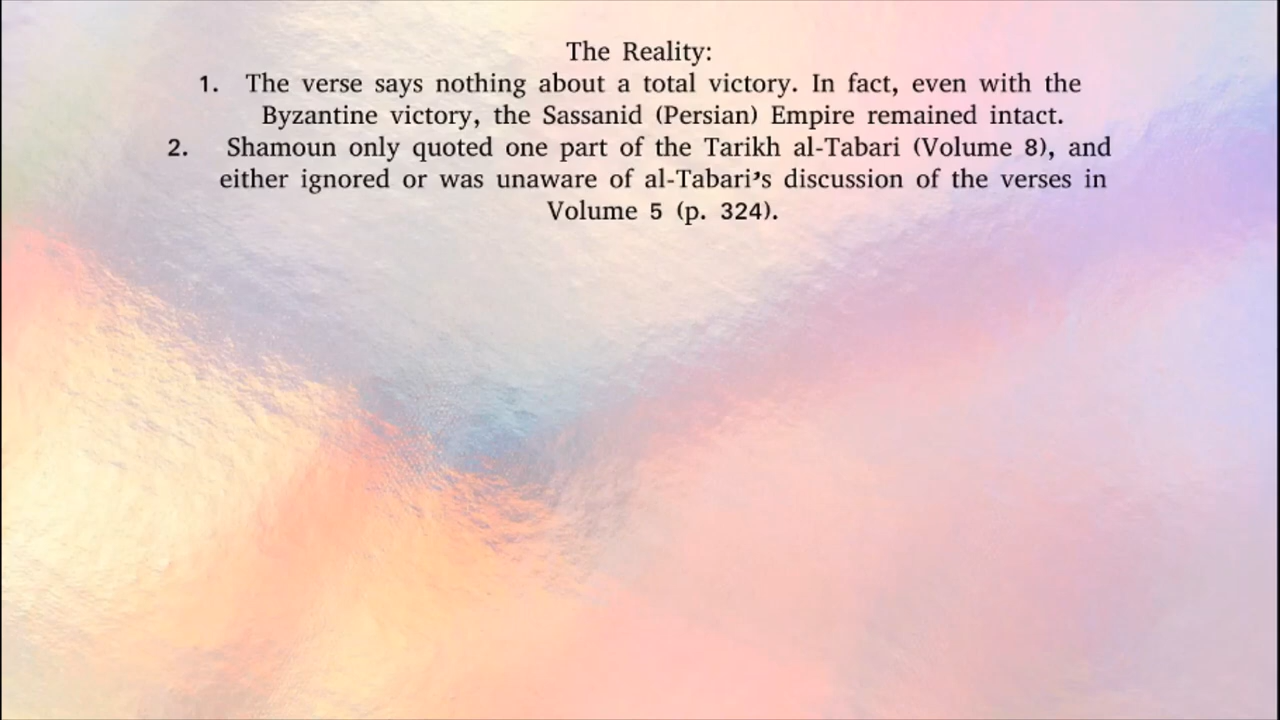 The Reality:
1. The verse says nothing about a total victory. In fact, even with the
Byzantine victory, the Sassanid (Persian) Empire remained intact.
2. Shamoun only quoted one part of the Tarikh al-Tabari (Volume 8), and
either ignored or was unaware of al-Tabari’s discussion of the verses in
Volume 5 (p. 324).